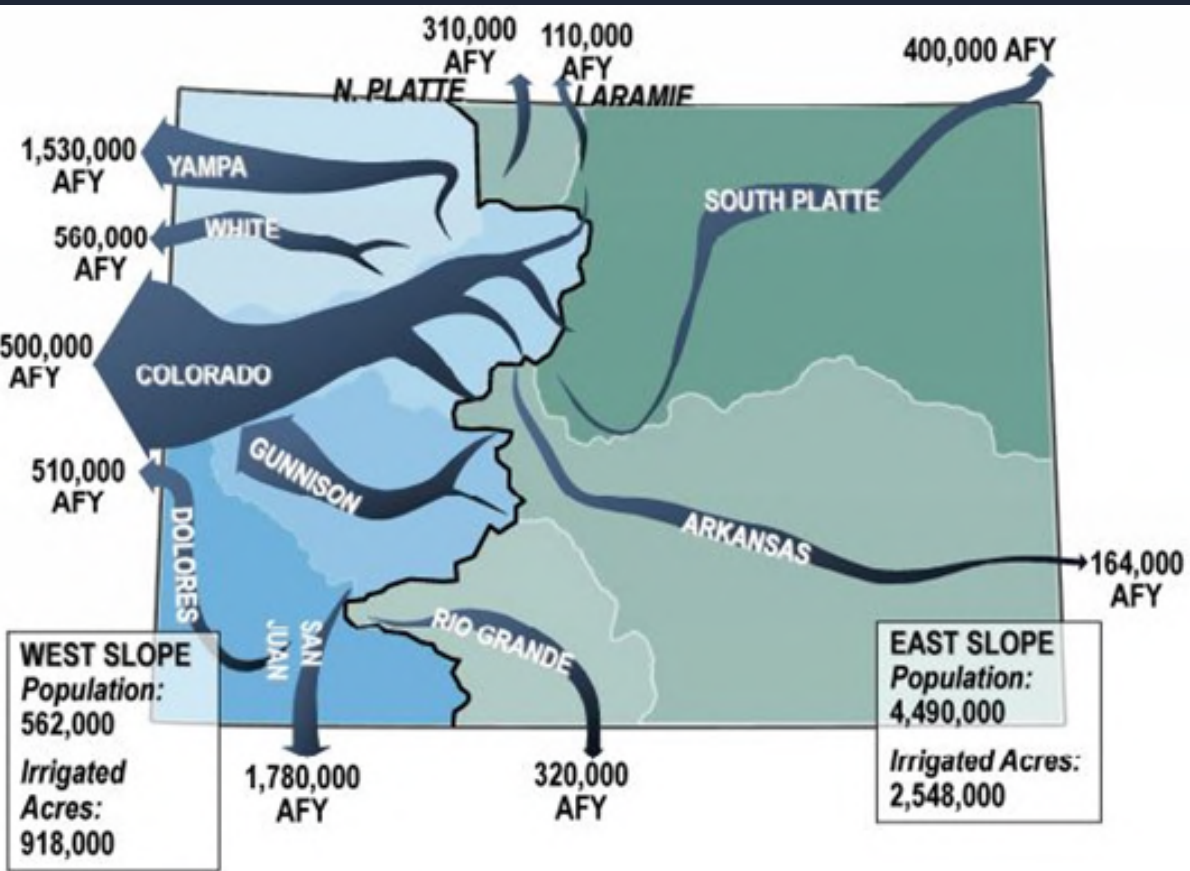 310,000
AFY
110,000
AFY
400,000 AFY
N. PLATTE
LARAMIE
1,530,000
AFY
YAMPA
SOUTH PLATTE
560,000
AFY
WHITE
500,000
AFY
COLORADO
510,000
AFY
GUNNISON
DOLORES
ARKANSAS
164,000
AFY
SAN
JUAN
RIO GRANDE
WEST SLOPE
Population:
562,000
Irrigated
Acres:
918,000
EAST SLOPE
Population:
4,490,000
Irrigated Acres:
2,548,000
1,780,000
AFY
320,000
AFY